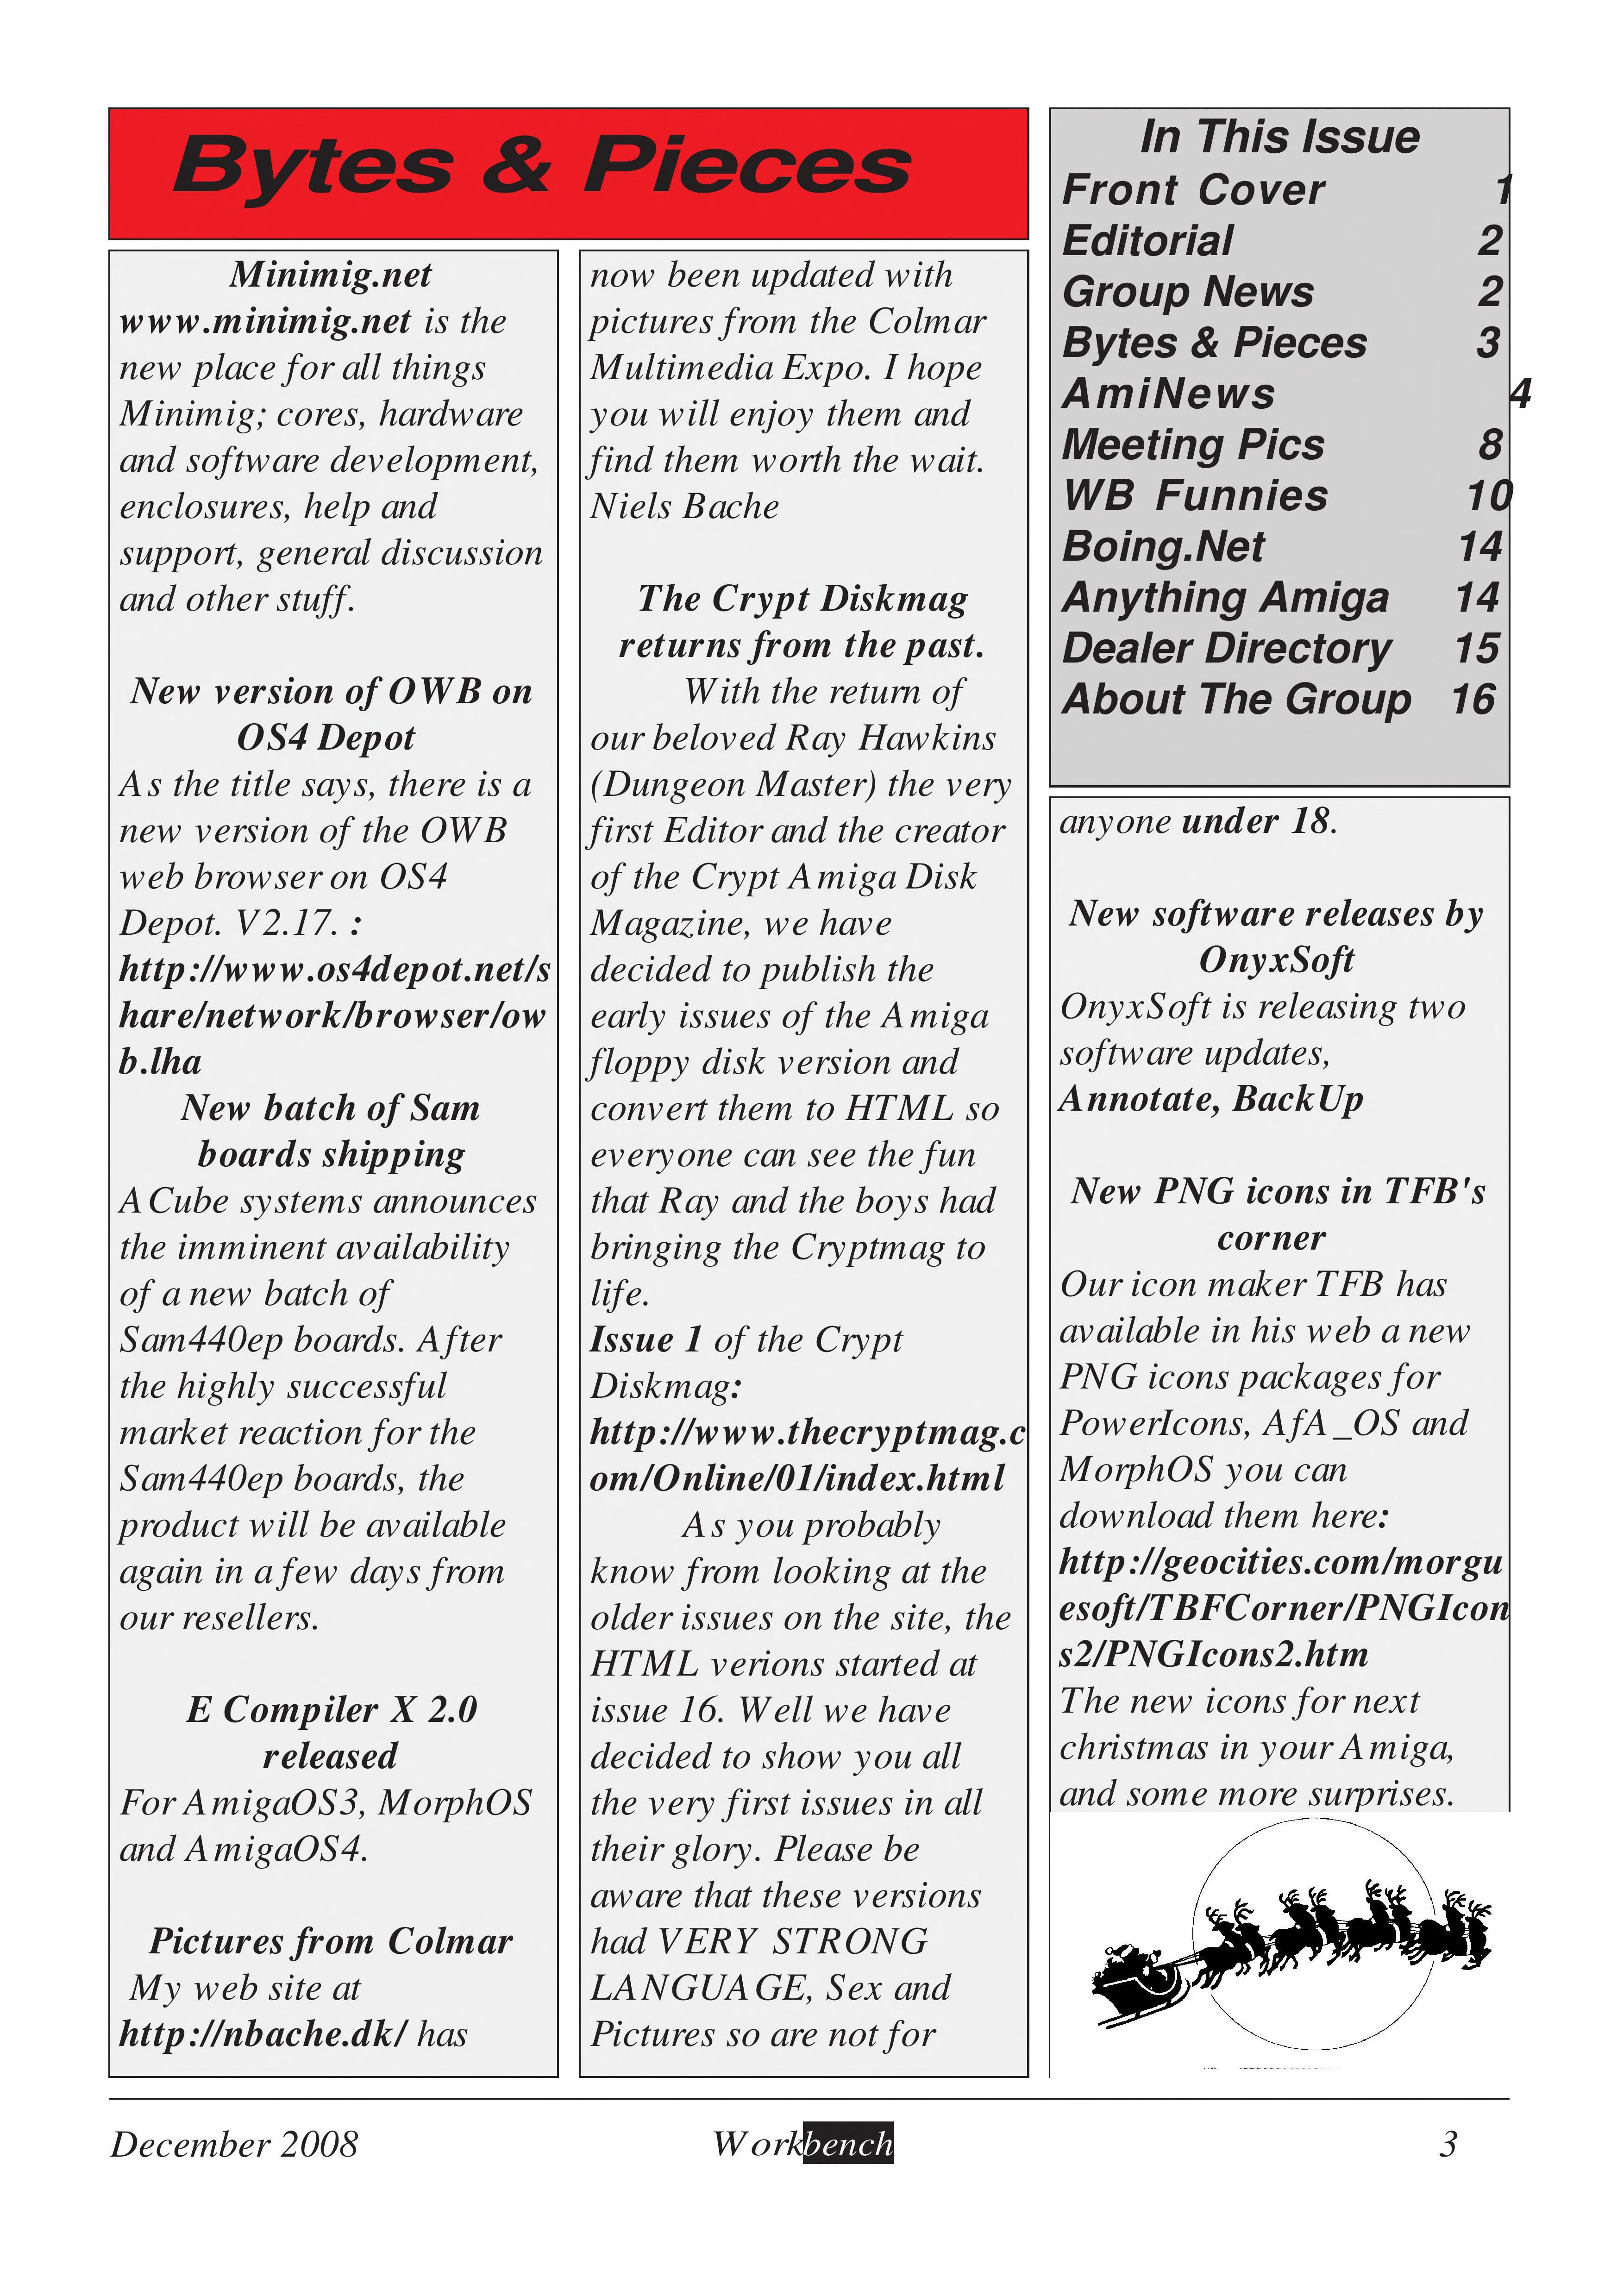 Bytes & Pieces
Minimig.net
www.minimig.net is the
new place for all things
Minimig; cores, hardware
and software development,
enclosures, help and
support, general discussion
and other stuff.
New version of OWB on
OS4 Depot
As the title says, there is a
new version of the OWB
web browser on OS4
Depot. V2.17. :
http://www.os4depot.net/s
hare/network/browser/ow
b.lha
New batch of Sam
boards shipping
ACube systems announces
the imminent availability
of a new batch of
Sam440ep boards. After
the highly successful
market reaction for the
Sam440ep boards, the
product will be available
again in a few days from
our resellers.
E Compiler X 2.0
released
For AmigaOS3, MorphOS
and AmigaOS4.
Pictures from Colmar
My web site at
http://nbache.dk/ has
now been updated with
pictures from the Colmar
Multimedia Expo. I hope
you will enjoy them and
find them worth the wait.
Niels Bache
The Crypt Diskmag
returns from the past.
With the return of
our beloved Ray Hawkins
(Dungeon Master) the very
first Editor and the creator
of the Crypt Amiga Disk
Magazine, we have
decided to publish the
early issues of the Amiga
floppy disk version and
convert them to HTML so
everyone can see the fun
that Ray and the boys had
bringing the Cryptmag to
life.
Issue 1 of the Crypt
Diskmag:
http://www.thecryptmag.c
om/Online/01/index.html
As you probably
know from looking at the
older issues on the site, the
HTML verions started at
issue 16. Well we have
decided to show you all
the very first issues in all
their glory. Please be
aware that these versions
had VERY STRONG
LANGUAGE, Sex and
Pictures so are not for
In This Issue
Front Cover 1
Editorial 2
Group News 2
Bytes & Pieces 3
AmiNews 4
Meeting Pics 8
WB Funnies 10
Boing.Net 14
Anything Amiga 14
Dealer Directory 15
About The Group 16
anyone under 18.
New software releases by
OnyxSoft
OnyxSoft is releasing two
software updates,
Annotate, BackUp
New PNG icons in TFB's
corner
Our icon maker TFB has
available in his web a new
PNG icons packages for
PowerIcons, AfA_OS and
MorphOS you can
download them here:
http://geocities.com/morgu
esoft/TBFCorner/PNGIcon
s2/PNGIcons2.htm
The new icons for next
christmas in your Amiga,
and some more surprises.
December 2008 Workbench 3